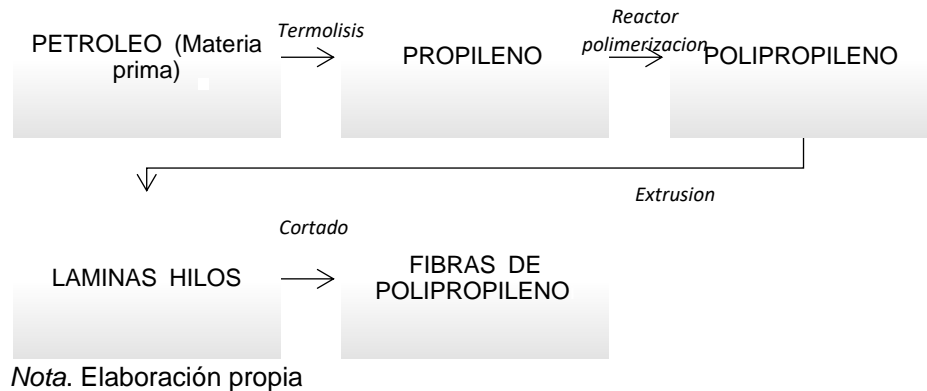 PETROLEO (Materia
prima)
Termolisis
PROPILENO
Reactor
polimerizacion
POLIPROPILENO
Extrusion
LAMINAS HILOS
Cortado
FIBRAS DE
POLIPROPILENO
Nota. Elaboración propia